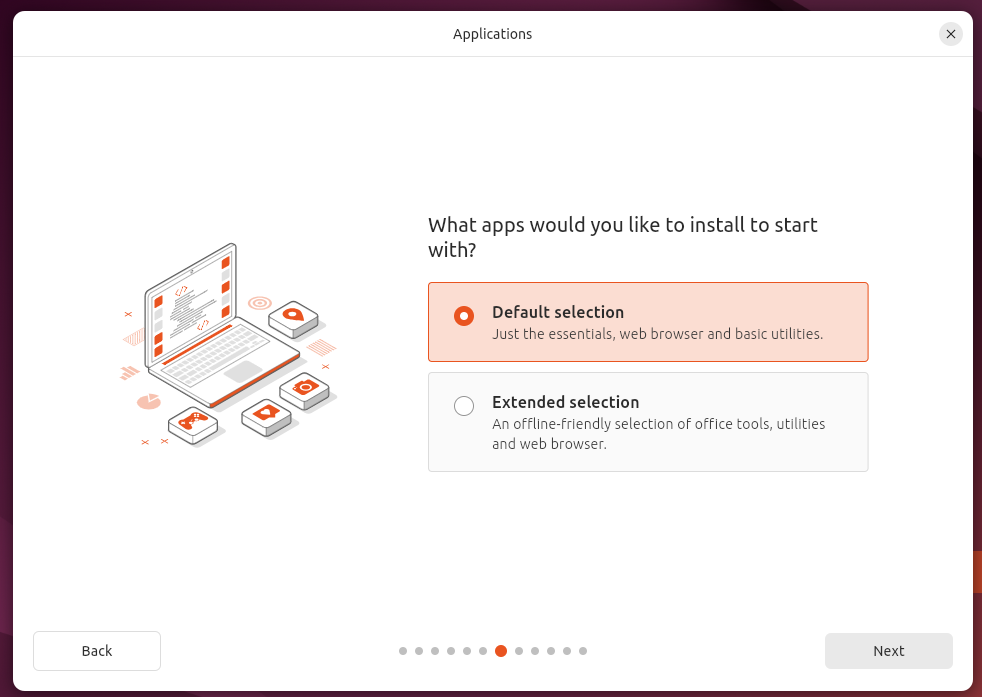 Applications
What apps would you like to install to start
with?
Default selection
Just the essentials, web browser and basic utilities.
Extended selection
An offline-friendly selection of office tools, utilities
and web browser.
Back
Next